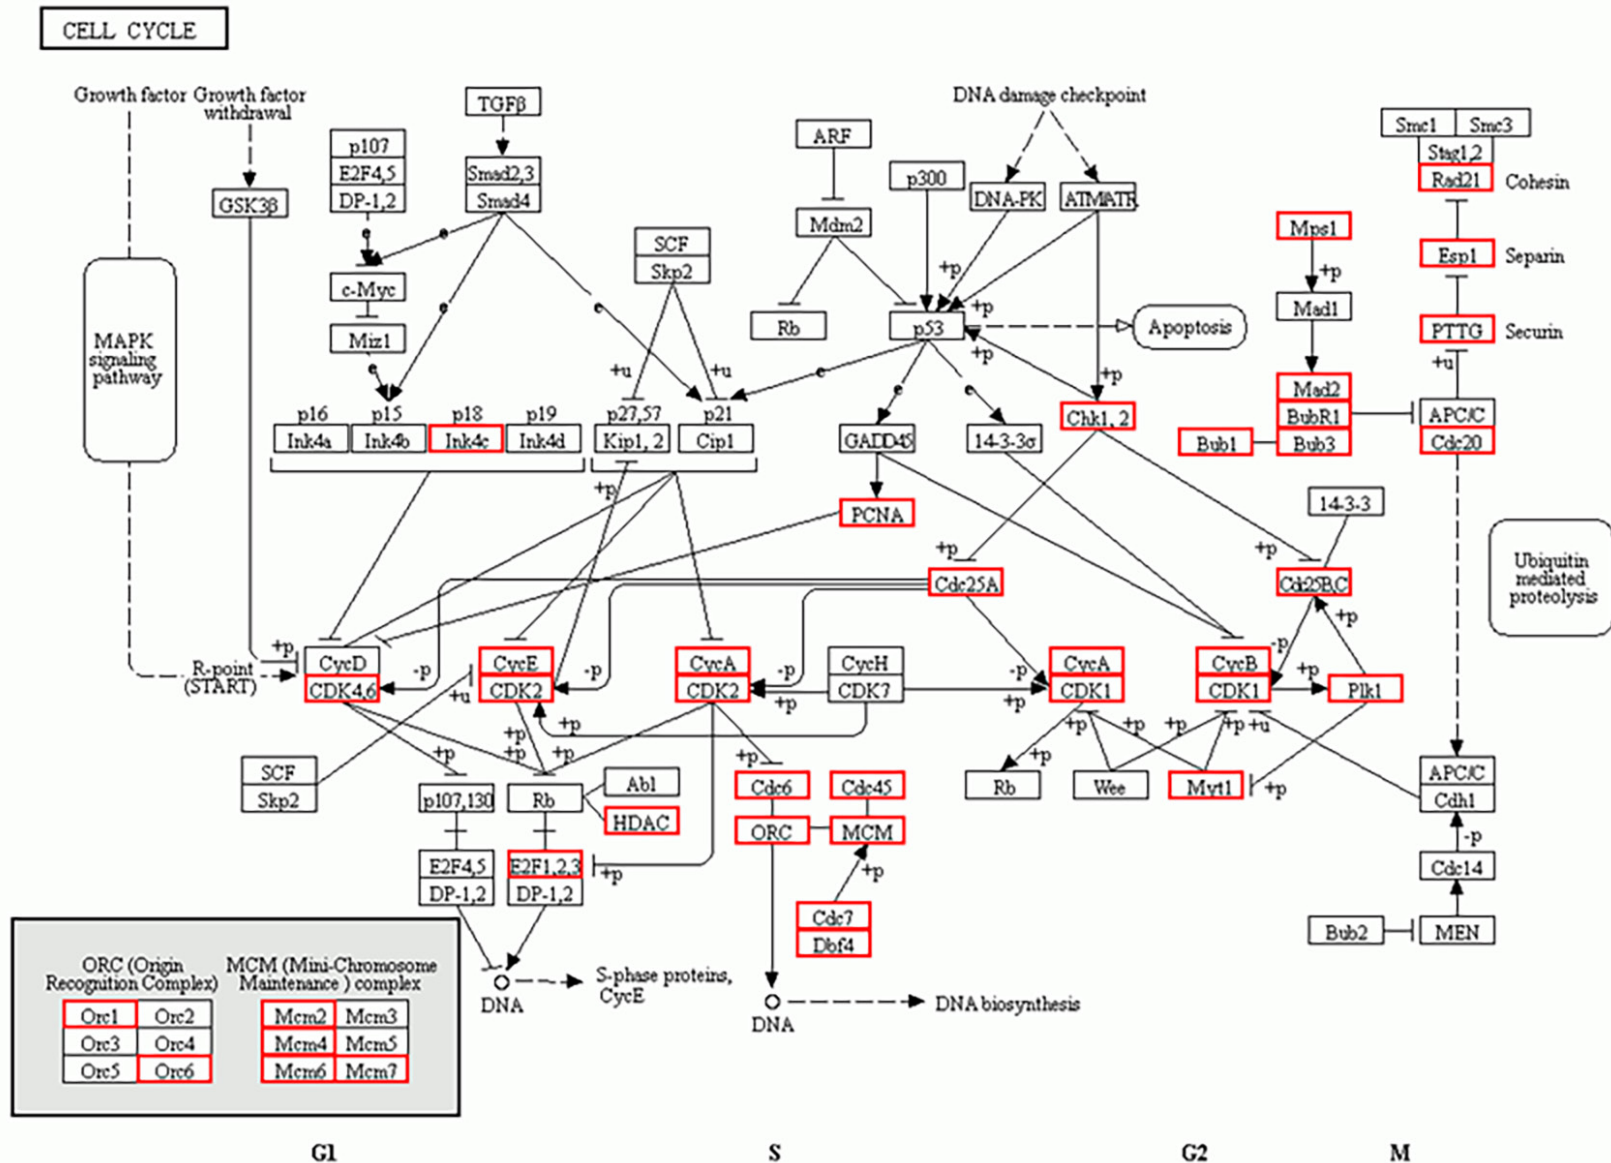 CELL CYCLE
Growth factor
Growth factor
withdrawal
TGFβ
DNA damage checkpoint
p107
E2F4,5
DP-1,2
Smad2,3
Smad4
GSK3β
ARF
p300
DNA-PK
ATM/ATR
Mdm2
SCF
Skp2
Smc1
Smc3
Stag1,2
Rad21
Cohesin
Mps1
Esp1
Separin
+p
Mad1
PTTG
Securin
e
e
c-Myc
Miz1
e
e
e
MAPK
signaling
pathway
Rb
p53
+p
+p
+p
Apoptosis
+u
+u
e
e
e
+p
+u
Mad2
BubR1
Bub3
Bub1
APC/C
Cdc20
p16
Ink4a
p15
Ink4b
p18
Ink4c
p19
Ink4d
p27,57
Kip1, 2
p21
Cip1
GADD45
14-3-3σ
Chk1, 2
+p
PCNA
14-3-3
+p
+p
Cdc25A
Cdc25B,C
Ubiquitin
mediated
proteolysis
R-point
(START)
+p
CycD
CDK4,6
-p
+u
CycE
CDK2
-p
CycA
CDK2
-p
+p
CycH
CDK7
-p
+p
CycA
CDK1
CycB
CDK1
-p
+p
+p
Plk1
SCF
Skp2
+p
+p
+p
+p
p107,130
Rb
Abl
HDAC
+p
Cdc6
Cdc45
ORC
MCM
+p
+p
+p
+p
+p
+p
+u
Rb
Wee
Myt1
+p
APC/C
Cdh1
-p
Cdc14
E2F4,5
DP-1,2
E2F1,2,3
DP-1,2
+p
Cdc7
Dbf4
Bub2
MEN
DNA
S-phase proteins,
CycE
DNA
DNA biosynthesis
ORC (Origin
Recognition Complex)
MCM (Mini-Chromosome
Maintenance ) complex
Orc1
Orc2
Mcm2
Mcm3
Orc3
Orc4
Mcm4
Mcm5
Orc5
Orc6
Mcm6
Mcm7
G1
S
G2
M